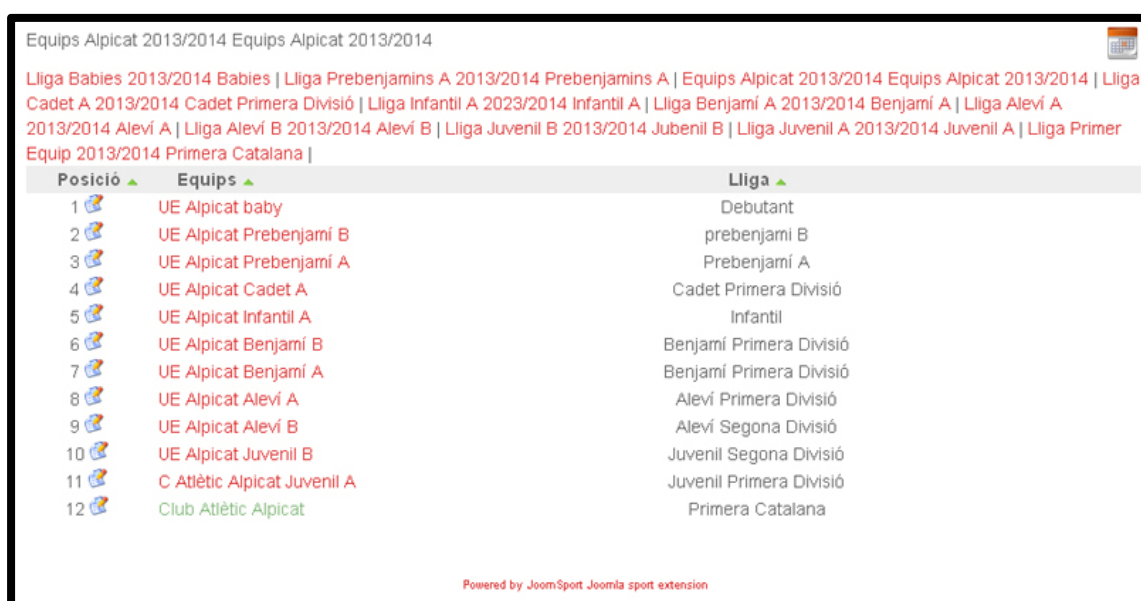 Equips Alpicat 2013/2014 Equips Alpicat 2013/2014
Lliga Babies 2013/2014 Babies | Lliga Prebenjamins A 2013/2014 Prebenjamins A | Equips Alpicat 2013/2014 Equips Alpicat 2013/2014 | Lliga
Cadet A 2013/2014 Cadet Primera Divisió | Lliga Infantil A 2023/2014 Infantil A | Lliga Benjamí A 2013/2014 Benjamí A | Lliga Aleví A
2013/2014 Aleví A | Lliga Aleví B 2013/2014 Aleví B | Lliga Juvenil B 2013/2014 Jubenil B | Lliga Juvenil A 2013/2014 Juvenil A | Lliga Primer
Equip 2013/2014 Primera Catalana |
Posició Equips Lliga
1 UE Alpicat baby Debutant
2 UE Alpicat Prebenjamí B prebenjami B
3 UE Alpicat Prebenjamí A Prebenjamí A
4 UE Alpicat Cadet A Cadet Primera Divisió
5 UE Alpicat Infantil A Infantil
6 UE Alpicat Benjamí B Benjamí Primera Divisió
7 UE Alpicat Benjamí A Benjamí Primera Divisió
8 UE Alpicat Aleví A Aleví Primera Divisió
9 UE Alpicat Aleví B Aleví Segona Divisió
10 UE Alpicat Juvenil B Juvenil Segona Divisió
11 C Atlètic Alpicat Juvenil A Juvenil Primera Divisió
12 Club Atlètic Alpicat Primera Catalana
Powered by JoomSport Joomla sport extension